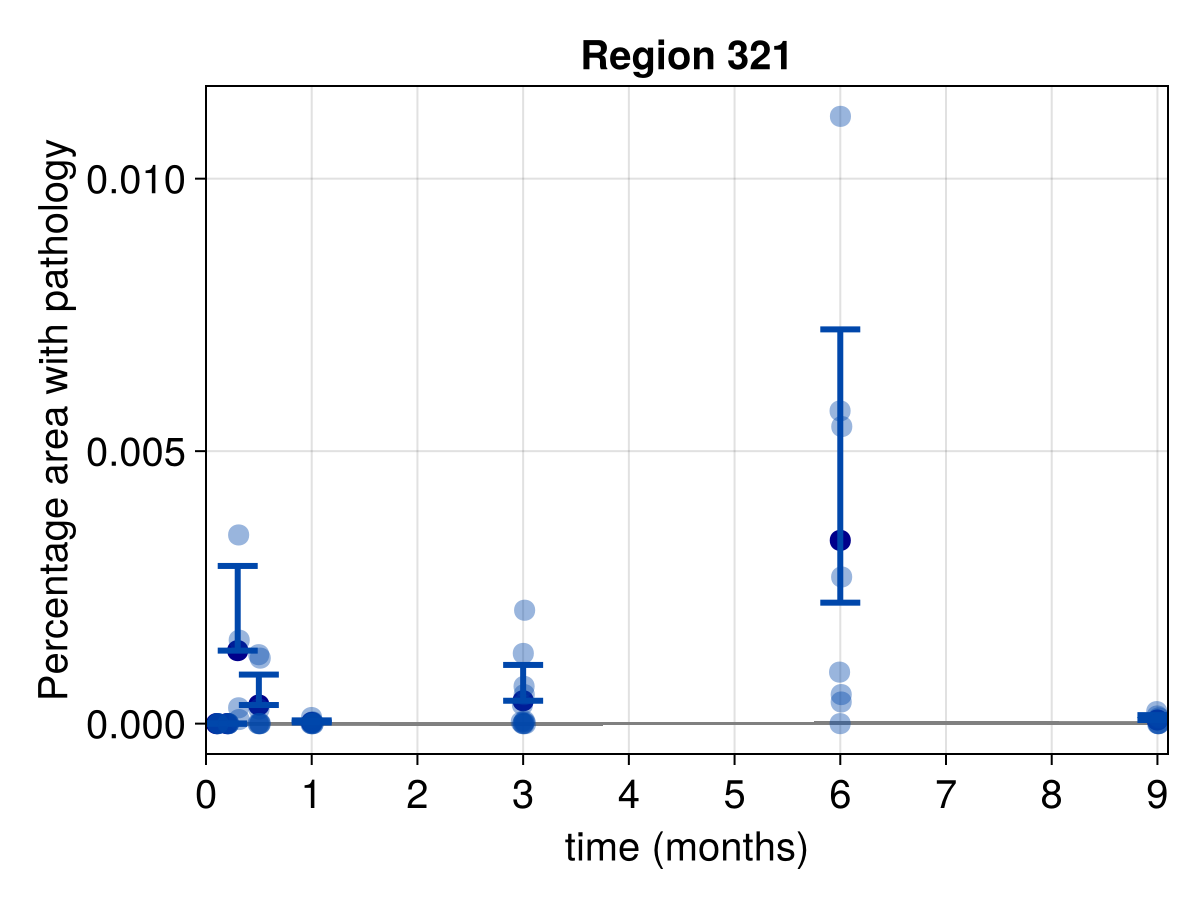 Region 321
Percentage area with pathology
0.010
0.005
0.000
0 1 2 3 4 5 6 7 8 9
time (months)